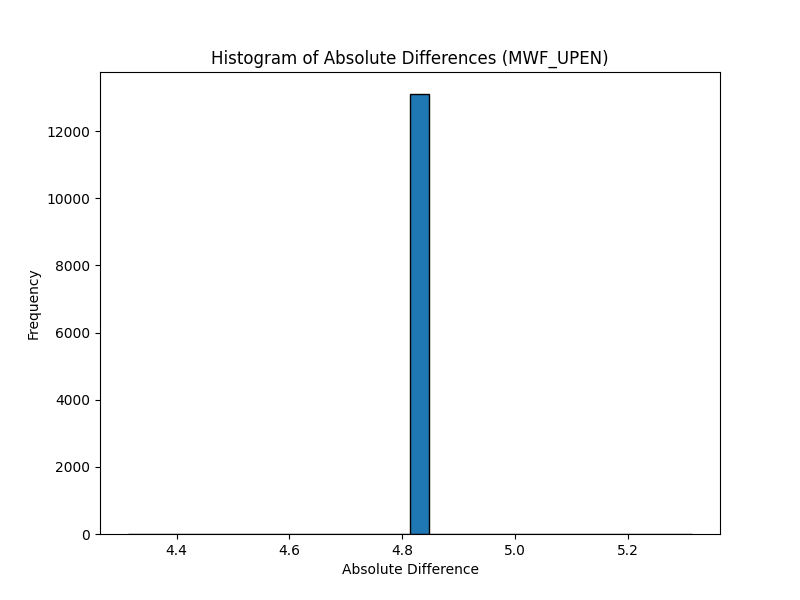 Histogram of Absolute Differences (MWF_UPEN)
12000
10000
8000
6000
4000
2000
0
Frequency
4.4 4.6 4.8 5.0 5.2
Absolute Difference